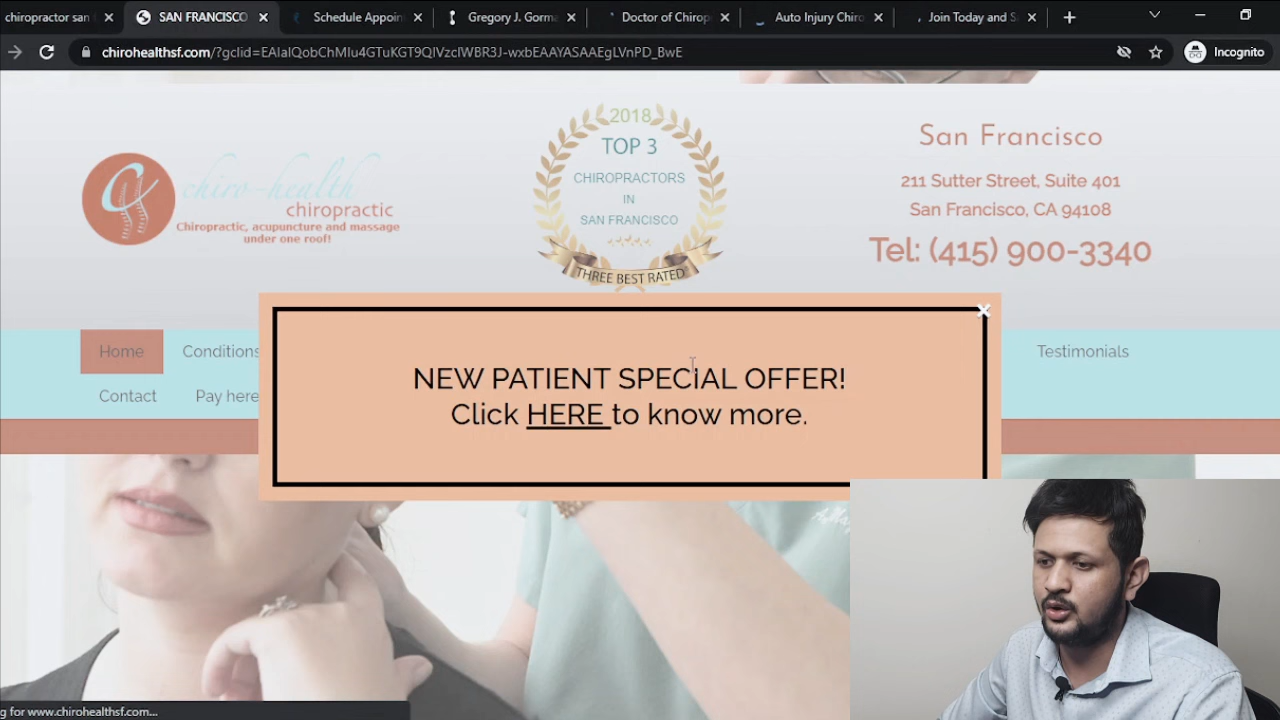 chiropractor san
SAN FRANCISCO
Schedule Appoin
Gregory J. Gorma
Doctor of Chirop
Auto Injury Chiro
Join Today and S
chirohealthsf.com/?gclid=EAIaIQobChMIu4GTuKGT9QIVzcIWBR3J-wxbEAAYASAAEgLVnPD_BwE
Incognito
chiro-health
chiropractic
Chiropractic, acupuncture and massage
under one roof!
2018
TOP 3
CHIROPRACTORS
IN
SAN FRANCISCO
THREE BEST RATED
San Francisco
211 Sutter Street, Suite 401
San Francisco, CA 94108
Tel: (415) 900-3340
Home
Conditions
Testimonials
Contact
Pay here
NEW PATIENT SPECIAL OFFER!
Click HERE to know more.
g for www.chirohealthsf.com...